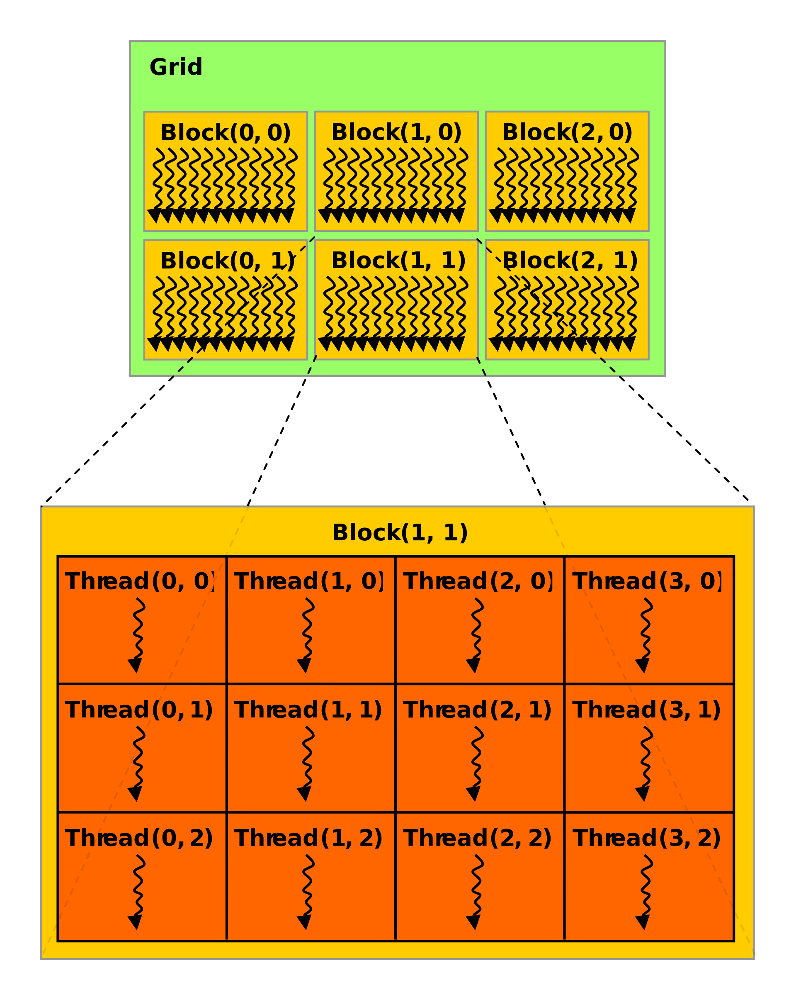 Grid
Block(0, 0) Block(1, 0) Block(2, 0)
Block(0, 1) Block(1, 1) Block(2, 1)
Block(1, 1)
Thread(0, 0) Thread(1, 0) Thread(2, 0) Thread(3, 0)
Thread(0, 1) Thread(1, 1) Thread(2, 1) Thread(3, 1)
Thread(0, 2) Thread(1, 2) Thread(2, 2) Thread(3, 2)